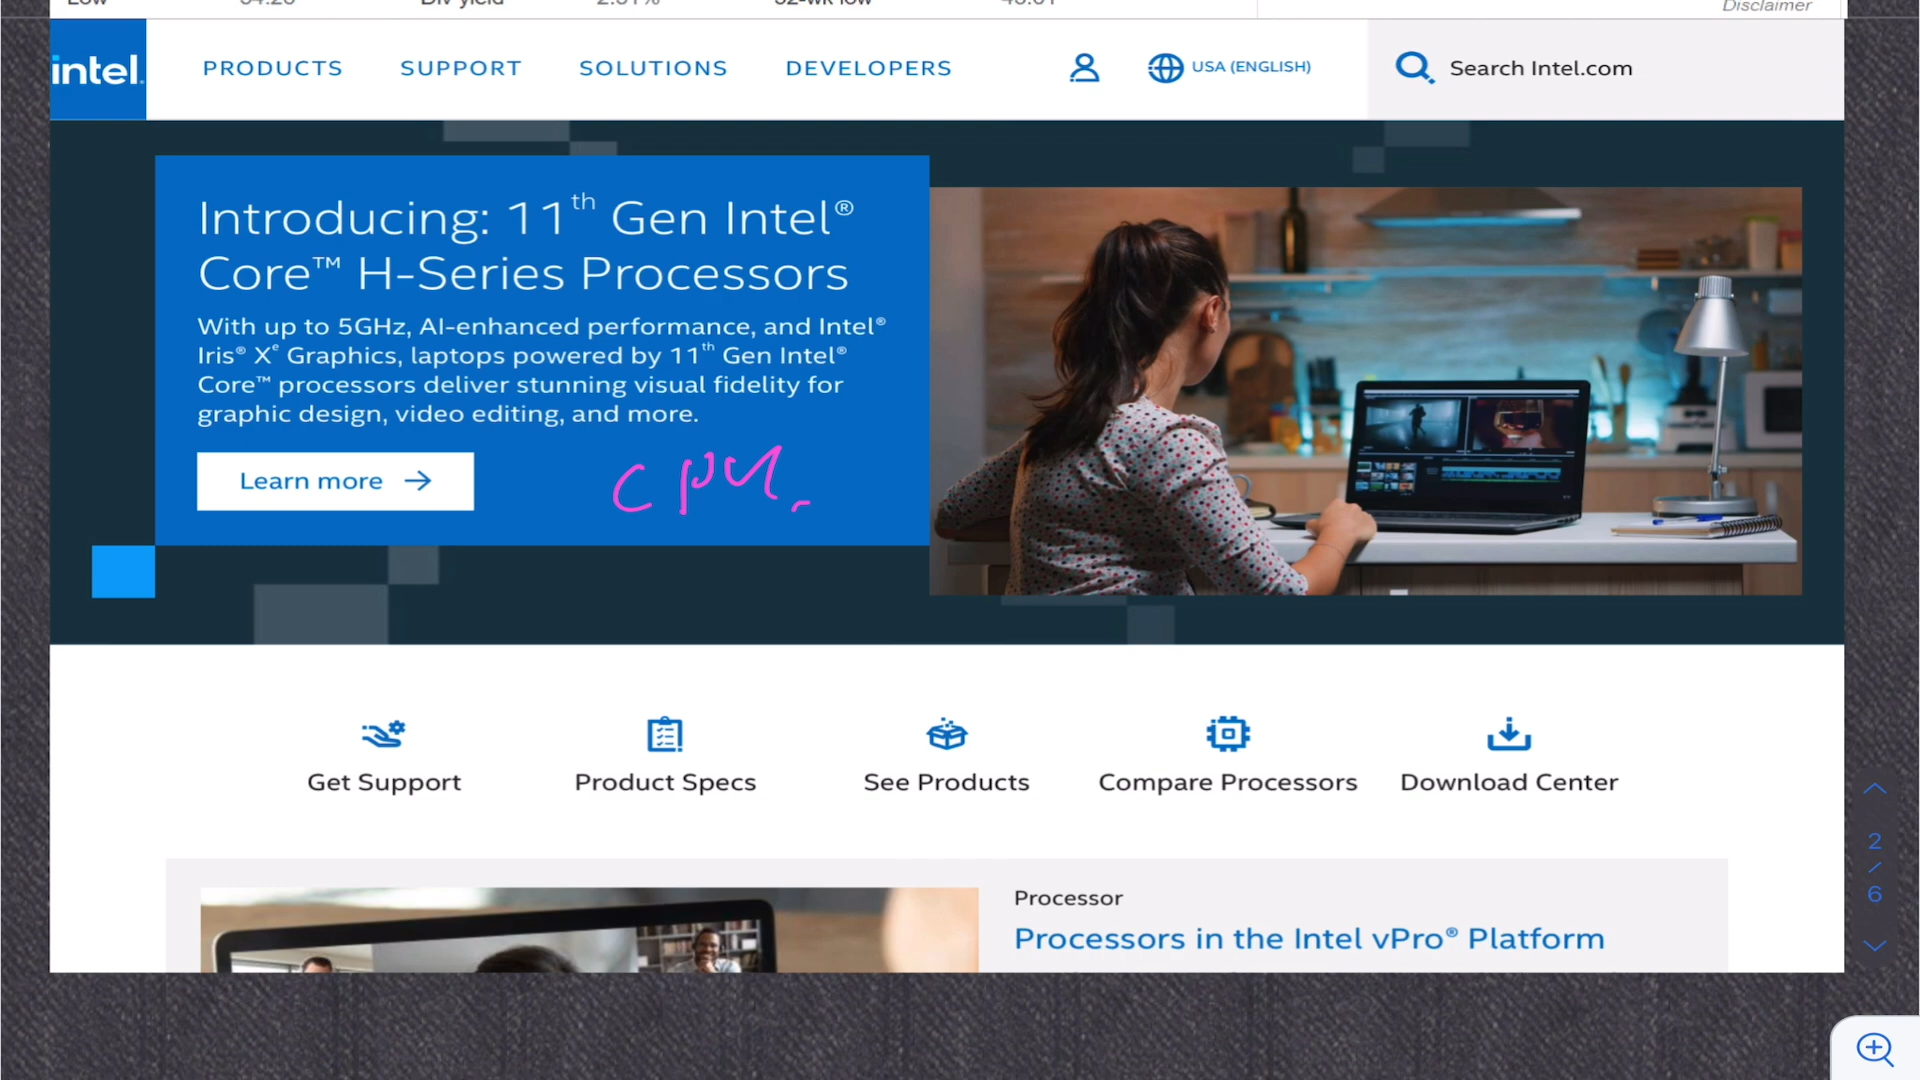 Disclaimer
intel.
PRODUCTS SUPPORT SOLUTIONS DEVELOPERS USA (ENGLISH) Search Intel.com
Introducing: 11th Gen Intel®
Core™ H-Series Processors
With up to 5GHz, AI-enhanced performance, and Intel®
Iris® Xe Graphics, laptops powered by 11th Gen Intel®
Core™ processors deliver stunning visual fidelity for
graphic design, video editing, and more.
Learn more →
CPU.
Get Support Product Specs See Products Compare Processors Download Center
Processor
Processors in the Intel vPro® Platform
2
/
6